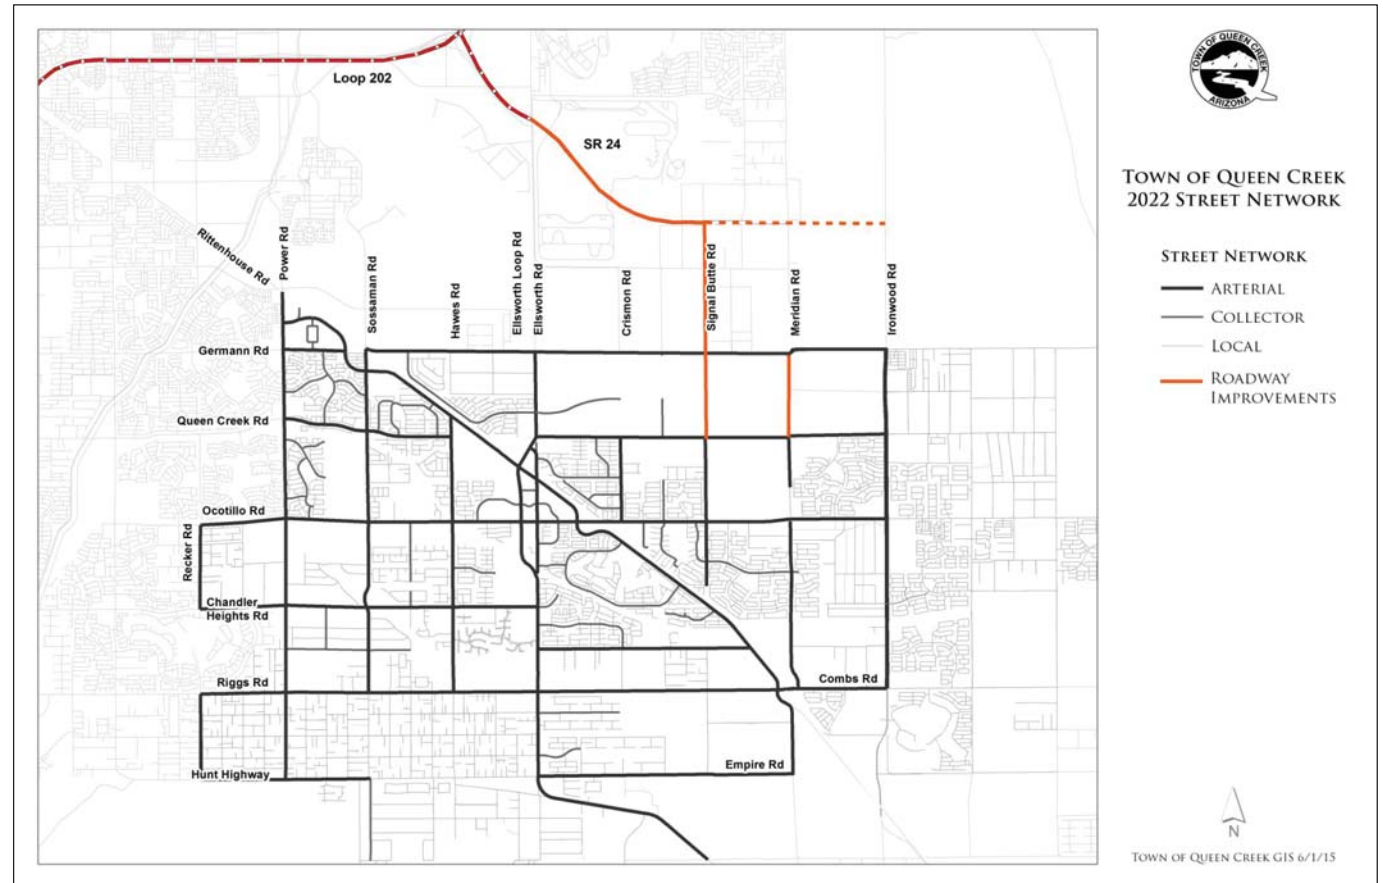 Loop 202
SR 24
Rittenhouse Rd
Power Rd
Sossaman Rd
Hawes Rd
Ellsworth Loop Rd
Ellsworth Rd
Crismon Rd
Signal Butte Rd
Meridian Rd
Ironwood Rd
Germann Rd
Queen Creek Rd
Ocotillo Rd
Recker Rd
Chandler
Heights Rd
Riggs Rd
Combs Rd
Hunt Highway
Empire Rd
TOWN OF QUEEN CREEK
ARIZONA
TOWN OF QUEEN CREEK
2022 STREET NETWORK
STREET NETWORK
ARTERIAL
COLLECTOR
LOCAL
ROADWAY
IMPROVEMENTS
N
TOWN OF QUEEN CREEK GIS 6/1/15